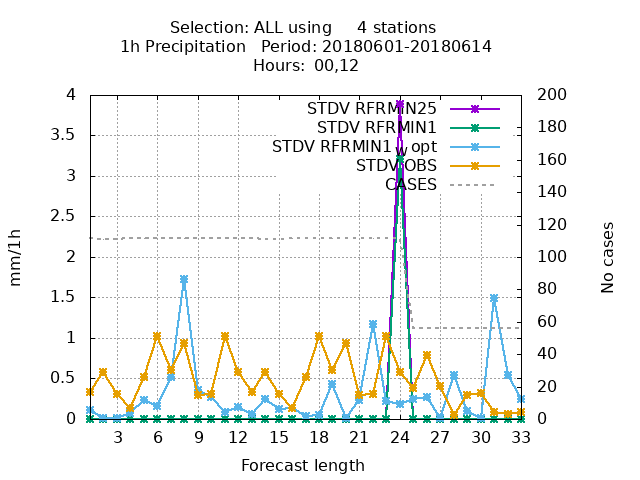 Selection: ALL using     4 stations
1h Precipitation   Period: 20180601-20180614
Hours:  00,12
4
3.5
3
2.5
2
1.5
1
0.5
0
mm/1h
STDV RFRMIN25
STDV RFRMIN1
STDV RFRMIN1_w_opt
STDV OBS
CASES
200
180
160
140
120
100
80
60
40
20
0
No cases
3 6 9 12 15 18 21 24 27 30 33
Forecast length